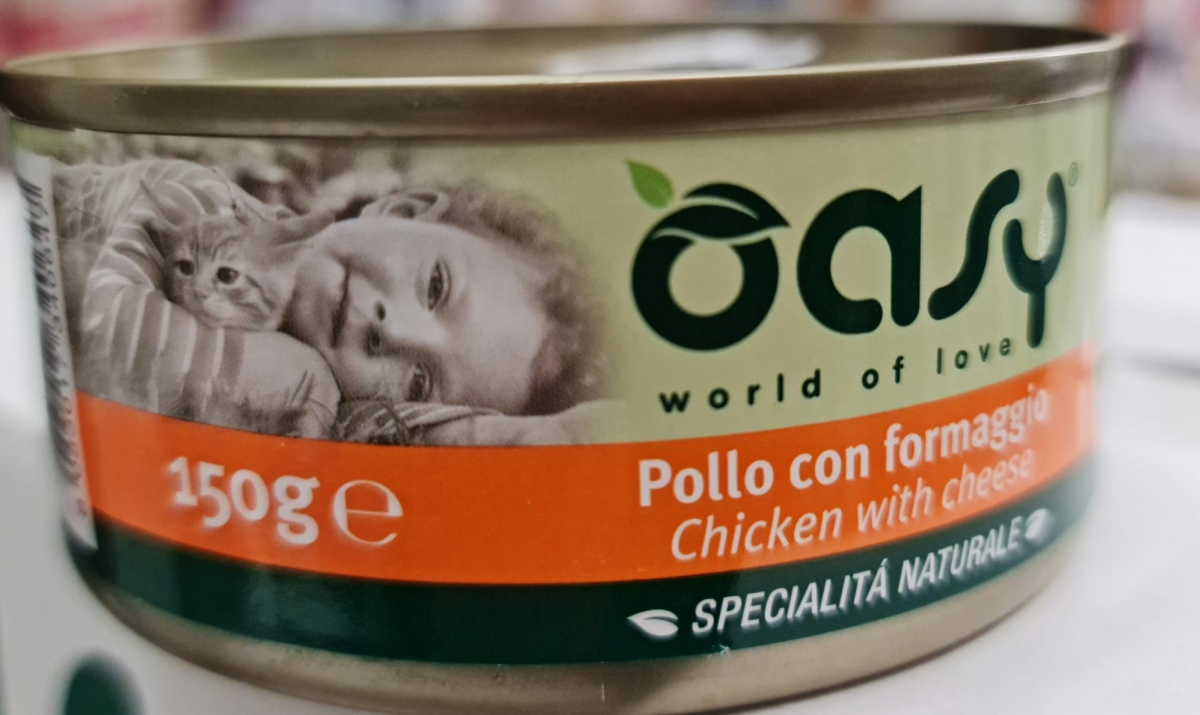 oasy®
world of love
150g ℮
Pollo con formaggio
Chicken with cheese
SPECIALITÁ NATURALE